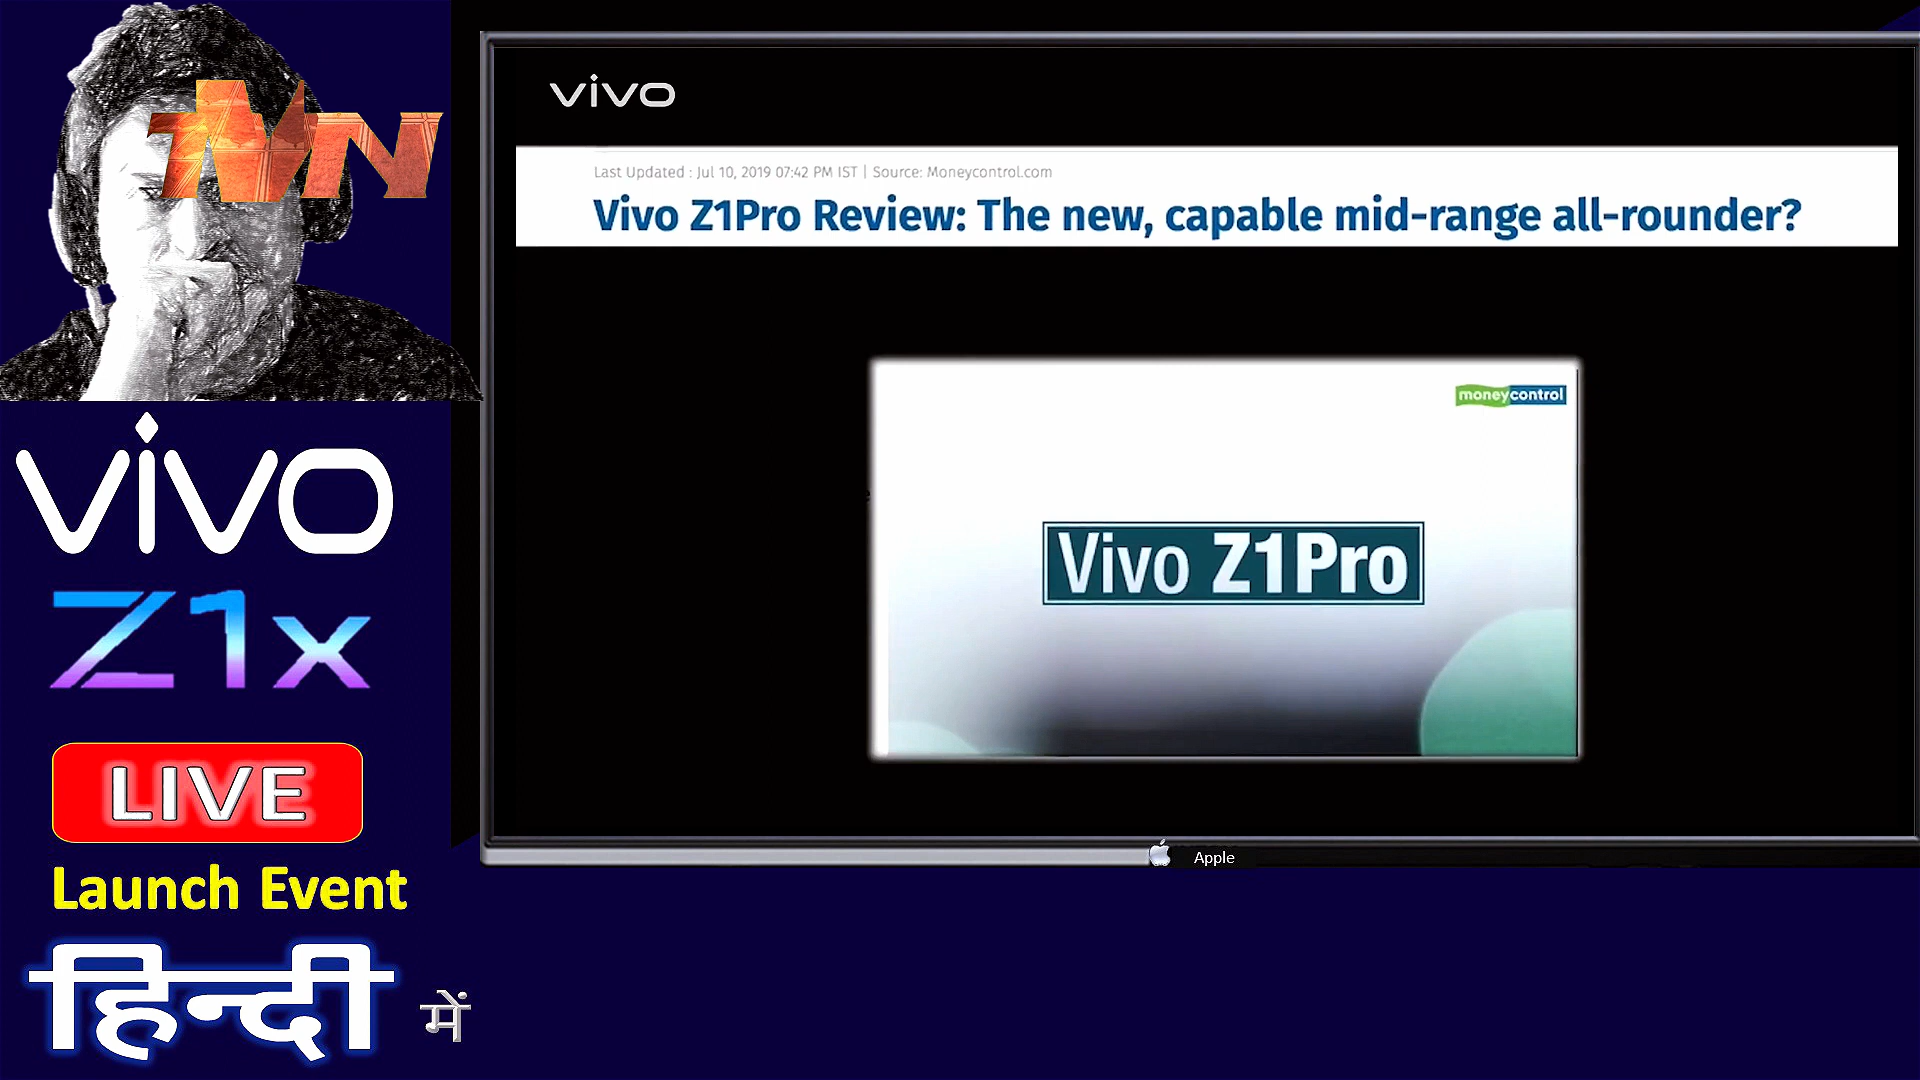 TVN
vivo
Z1x
LIVE
Launch Event
हिन्दी में
vivo
Last Updated : Jul 10, 2019 07:42 PM IST | Source: Moneycontrol.com
Vivo Z1Pro Review: The new, capable mid-range all-rounder?
moneycontrol
Vivo Z1Pro
Apple